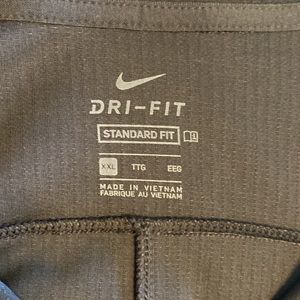 DRI-FIT
STANDARD FIT
XXL TTG EEG
MADE IN VIETNAM
FABRIQUE AU VIETNAM